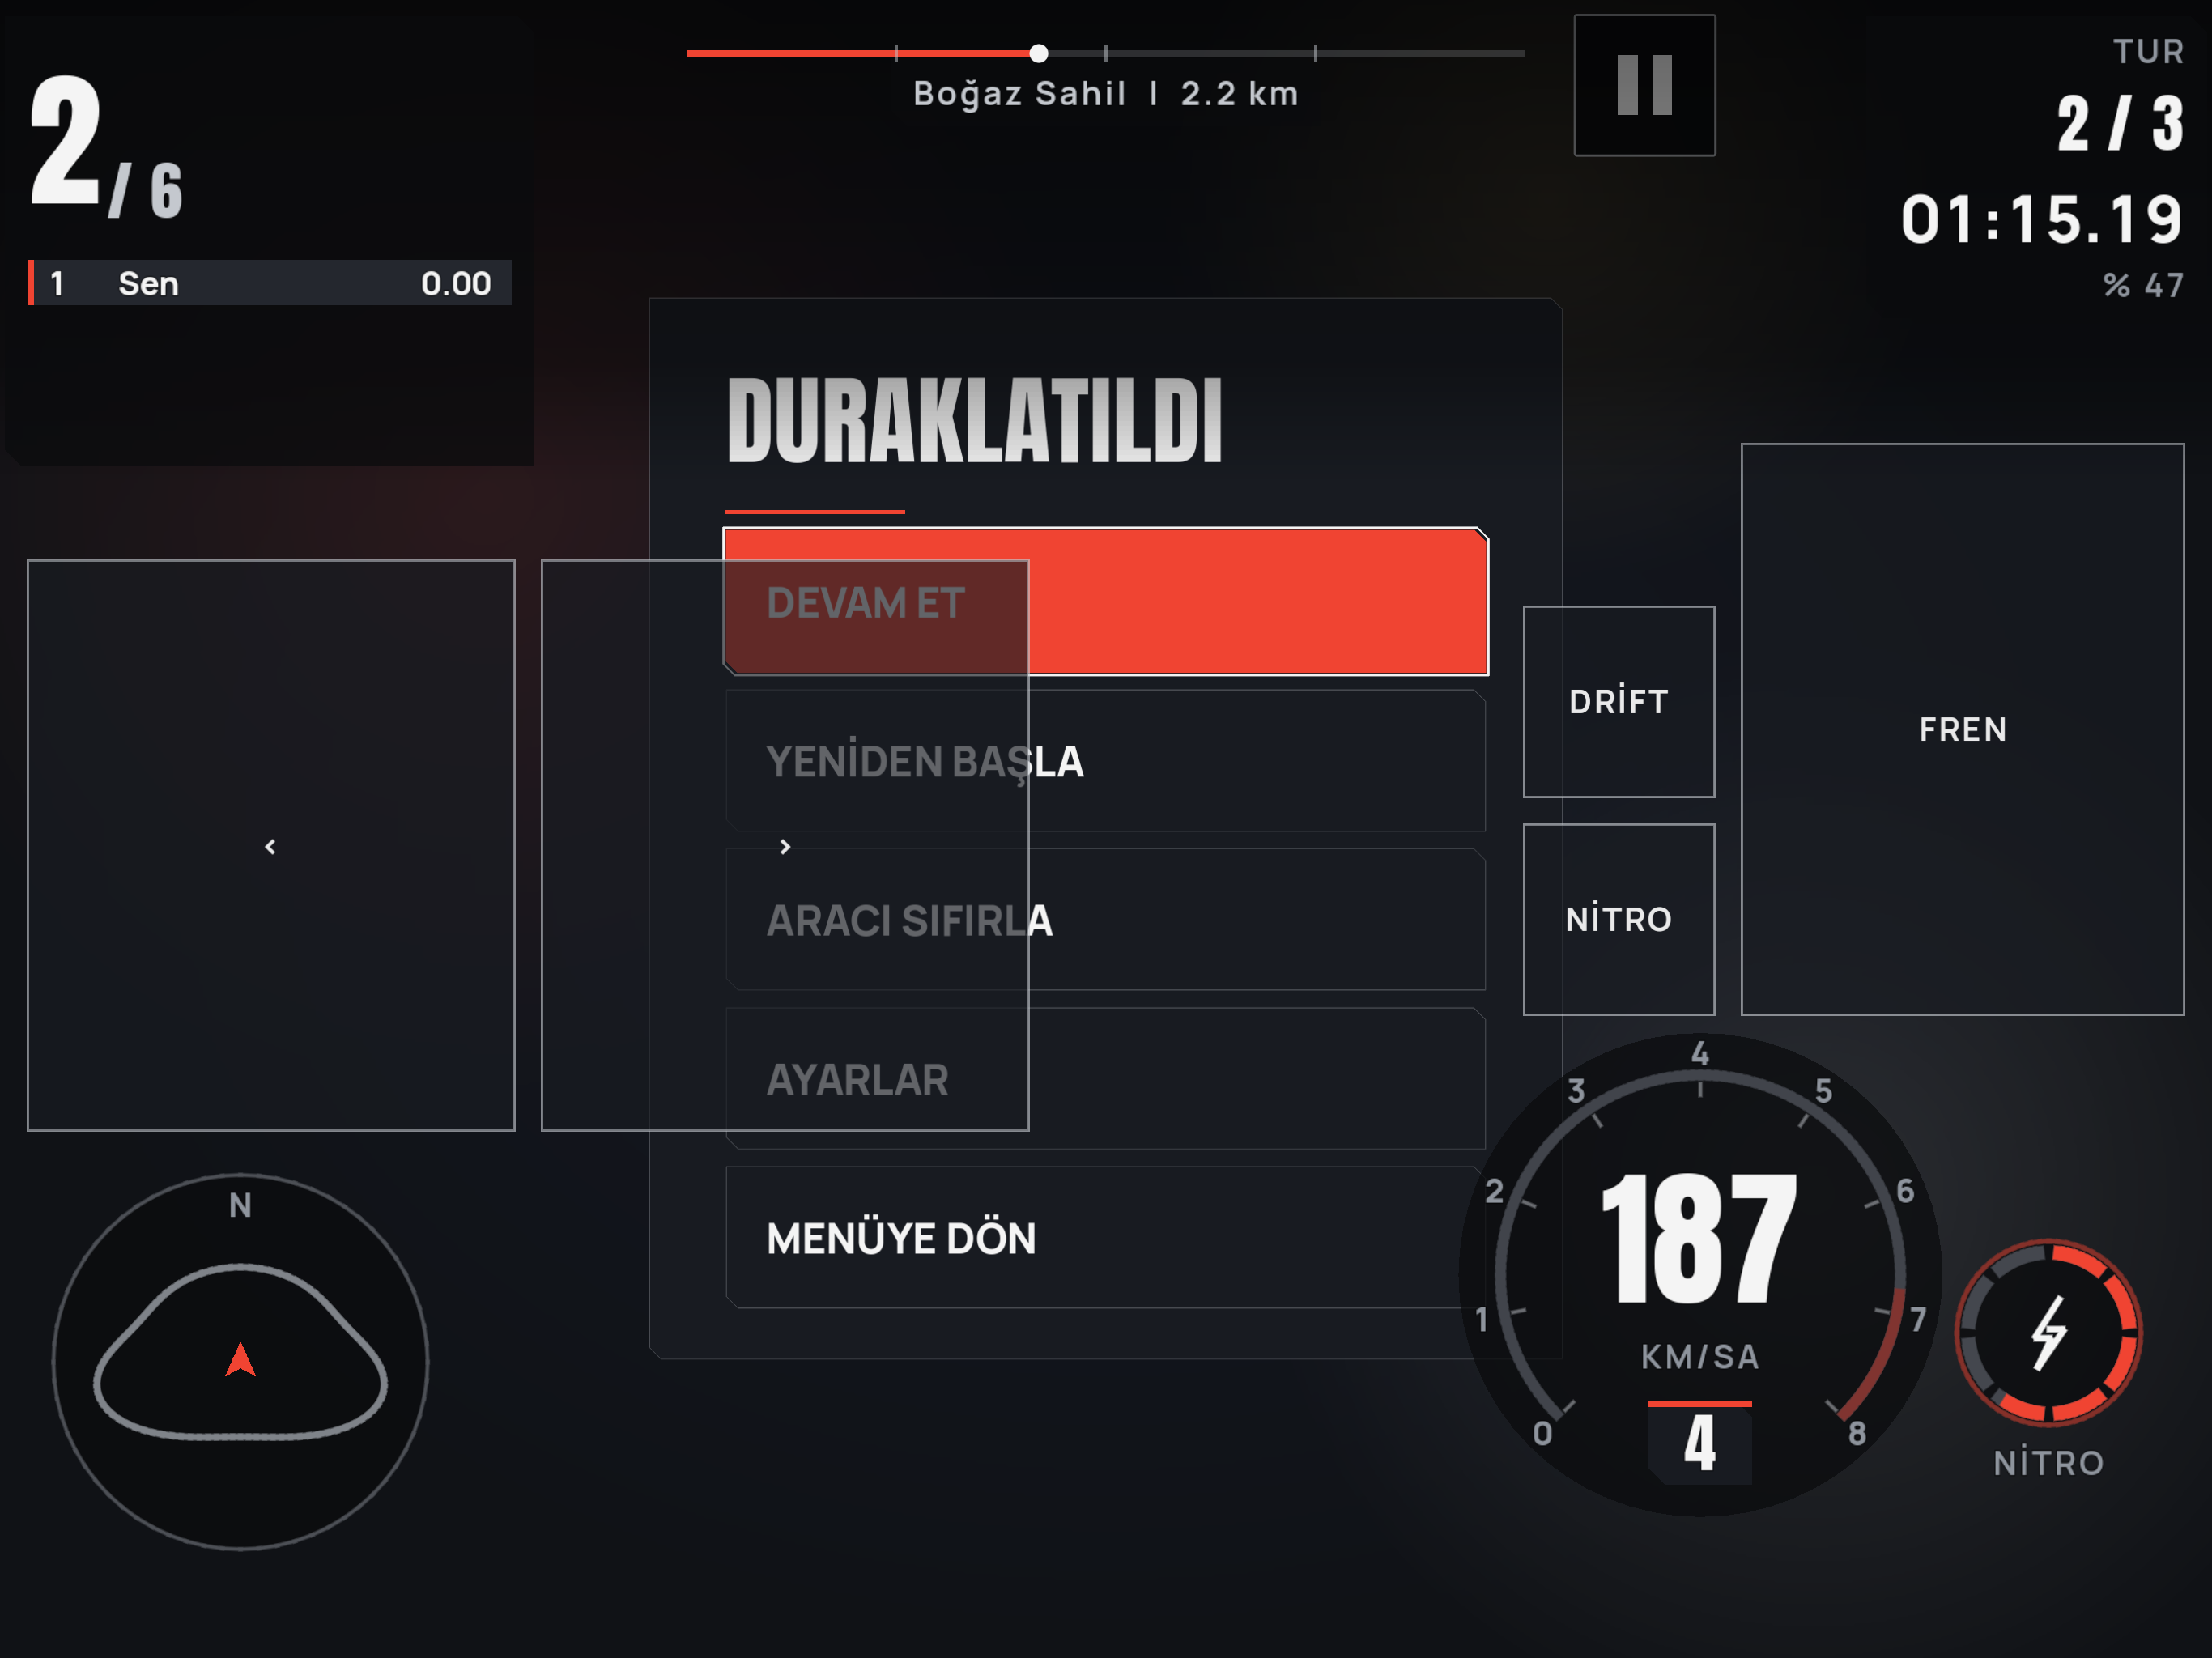 2 / 6
1 Sen 0.00
Boğaz Sahil | 2.2 km
TUR
2 / 3
01:15.19
% 47
DURAKLATILDI
DEVAM ET
YENİDEN BAŞLA
ARACI SIFIRLA
AYARLAR
MENÜYE DÖN
‹
›
DRİFT
NİTRO
FREN
N
0
1
2
3
4
5
6
7
8
187
KM/SA
4
NİTRO